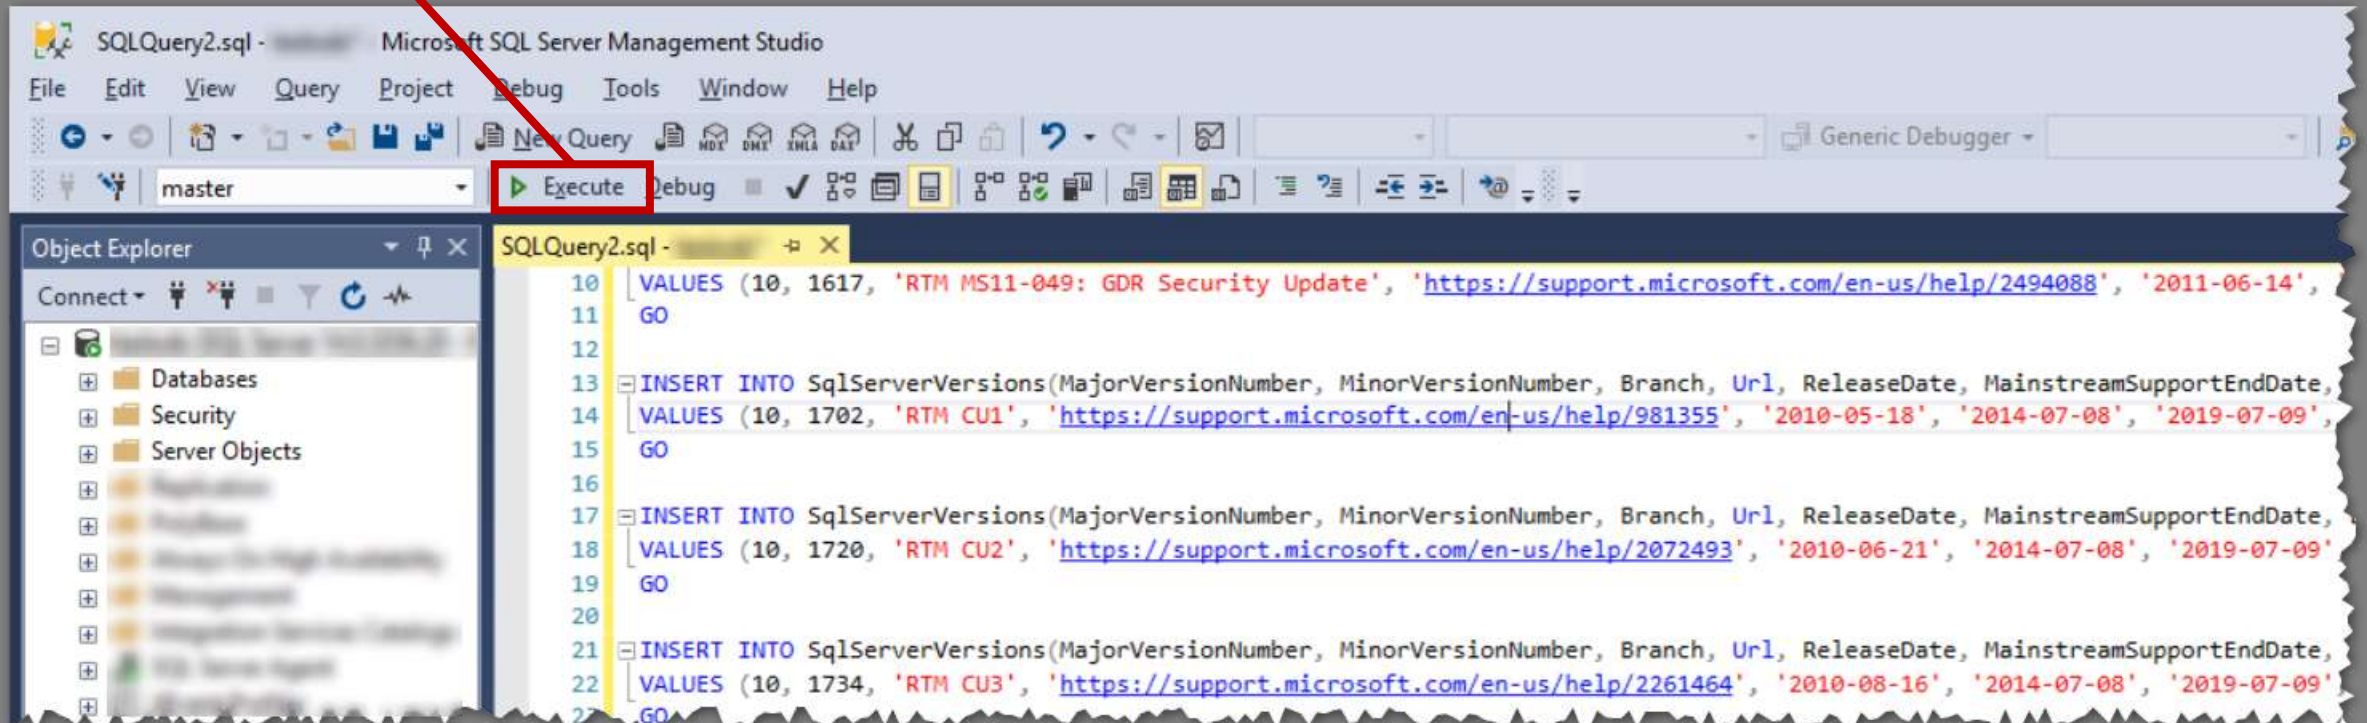 SQLQuery2.sql - Microsoft SQL Server Management Studio
File Edit View Query Project Debug Tools Window Help
New Query MDX DMX XMLA DAX Generic Debugger
master Execute Debug
Object Explorer
SQLQuery2.sql -
Connect
Databases
Security
Server Objects
10 VALUES (10, 1617, 'RTM MS11-049: GDR Security Update', 'https://support.microsoft.com/en-us/help/2494088', '2011-06-14',
11 GO
12
13 INSERT INTO SqlServerVersions(MajorVersionNumber, MinorVersionNumber, Branch, Url, ReleaseDate, MainstreamSupportEndDate,
14 VALUES (10, 1702, 'RTM CU1', 'https://support.microsoft.com/en-us/help/981355', '2010-05-18', '2014-07-08', '2019-07-09',
15 GO
16
17 INSERT INTO SqlServerVersions(MajorVersionNumber, MinorVersionNumber, Branch, Url, ReleaseDate, MainstreamSupportEndDate,
18 VALUES (10, 1720, 'RTM CU2', 'https://support.microsoft.com/en-us/help/2072493', '2010-06-21', '2014-07-08', '2019-07-09'
19 GO
20
21 INSERT INTO SqlServerVersions(MajorVersionNumber, MinorVersionNumber, Branch, Url, ReleaseDate, MainstreamSupportEndDate,
22 VALUES (10, 1734, 'RTM CU3', 'https://support.microsoft.com/en-us/help/2261464', '2010-08-16', '2014-07-08', '2019-07-09'
GO